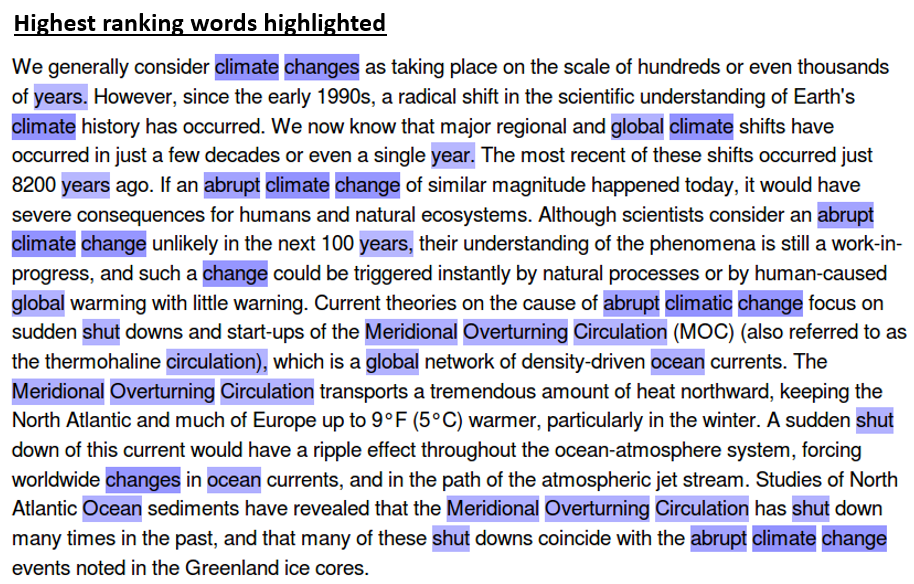 Highest ranking words highlighted
We generally consider climate changes as taking place on the scale of hundreds or even thousands
of years. However, since the early 1990s, a radical shift in the scientific understanding of Earth's
climate history has occurred. We now know that major regional and global climate shifts have
occurred in just a few decades or even a single year. The most recent of these shifts occurred just
8200 years ago. If an abrupt climate change of similar magnitude happened today, it would have
severe consequences for humans and natural ecosystems. Although scientists consider an abrupt
climate change unlikely in the next 100 years, their understanding of the phenomena is still a work-in-
progress, and such a change could be triggered instantly by natural processes or by human-caused
global warming with little warning. Current theories on the cause of abrupt climatic change focus on
sudden shut downs and start-ups of the Meridional Overturning Circulation (MOC) (also referred to as
the thermohaline circulation), which is a global network of density-driven ocean currents. The
Meridional Overturning Circulation transports a tremendous amount of heat northward, keeping the
North Atlantic and much of Europe up to 9°F (5°C) warmer, particularly in the winter. A sudden shut
down of this current would have a ripple effect throughout the ocean-atmosphere system, forcing
worldwide changes in ocean currents, and in the path of the atmospheric jet stream. Studies of North
Atlantic Ocean sediments have revealed that the Meridional Overturning Circulation has shut down
many times in the past, and that many of these shut downs coincide with the abrupt climate change
events noted in the Greenland ice cores.